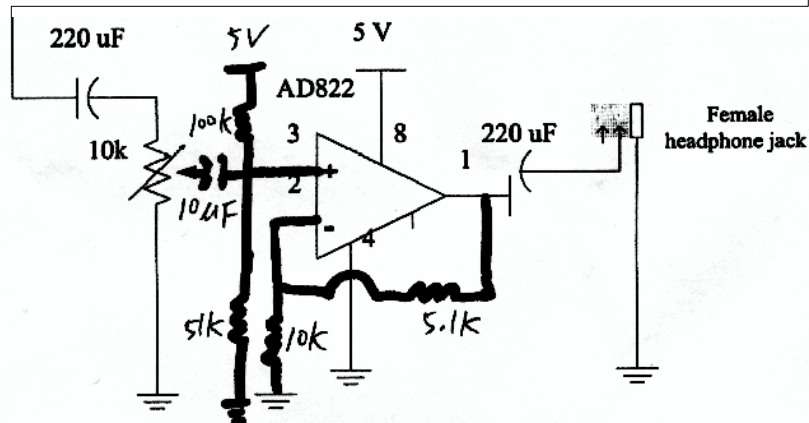 220 uF
5V
5 V
AD822
100k
3
8
220 uF
1
Female
headphone jack
10k
2
+
10µF
-
4
51k
10k
5.1k